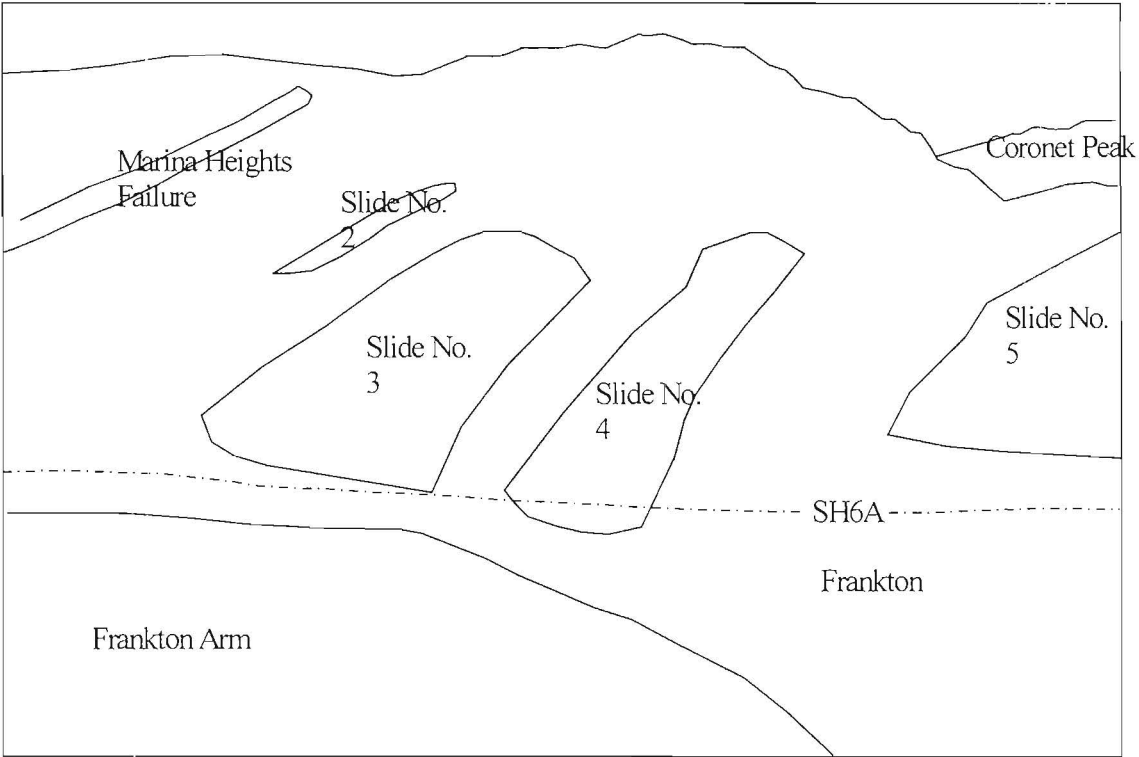 Coronet Peak
Marina Heights
Failure
Slide No.
2
Slide No.
3
Slide No.
4
Slide No.
5
SH6A
Frankton
Frankton Arm